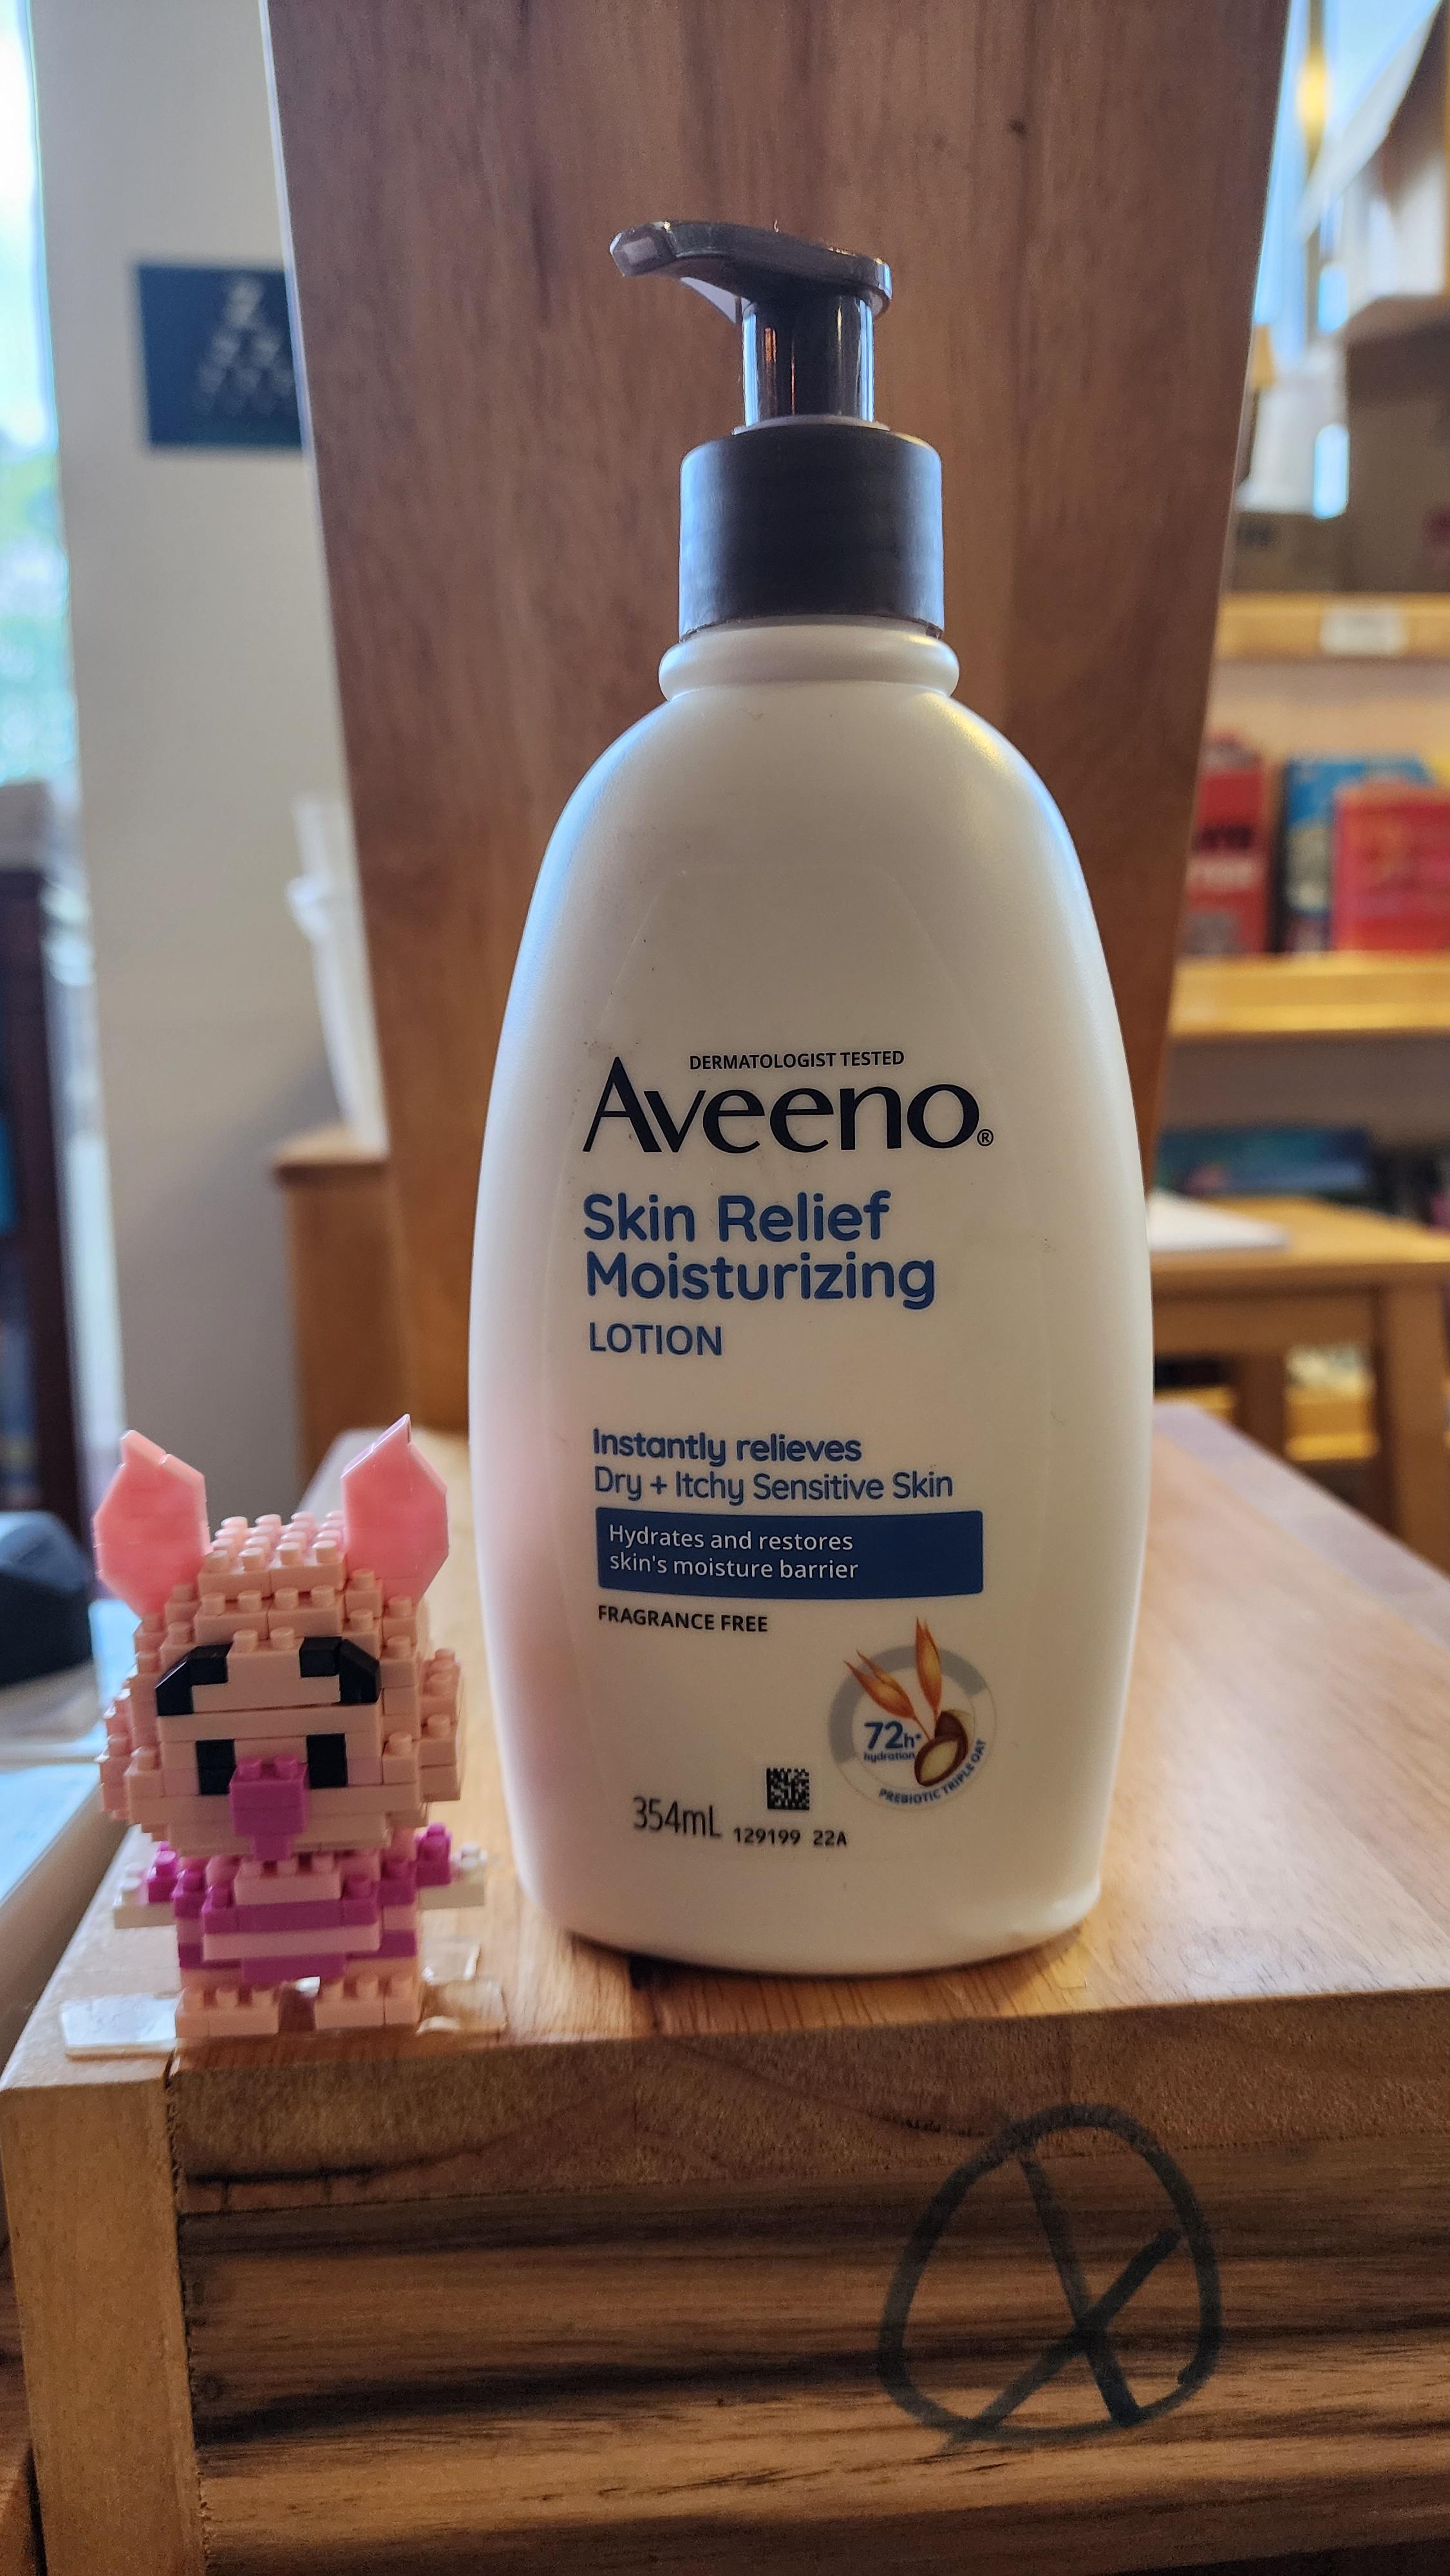 DERMATOLOGIST TESTED
Aveeno®
Skin Relief
Moisturizing
LOTION
Instantly relieves
Dry + Itchy Sensitive Skin
Hydrates and restores
skin's moisture barrier
FRAGRANCE FREE
72h*
hydration
PREBIOTIC TRIPLE OAT
354mL
129199 22A